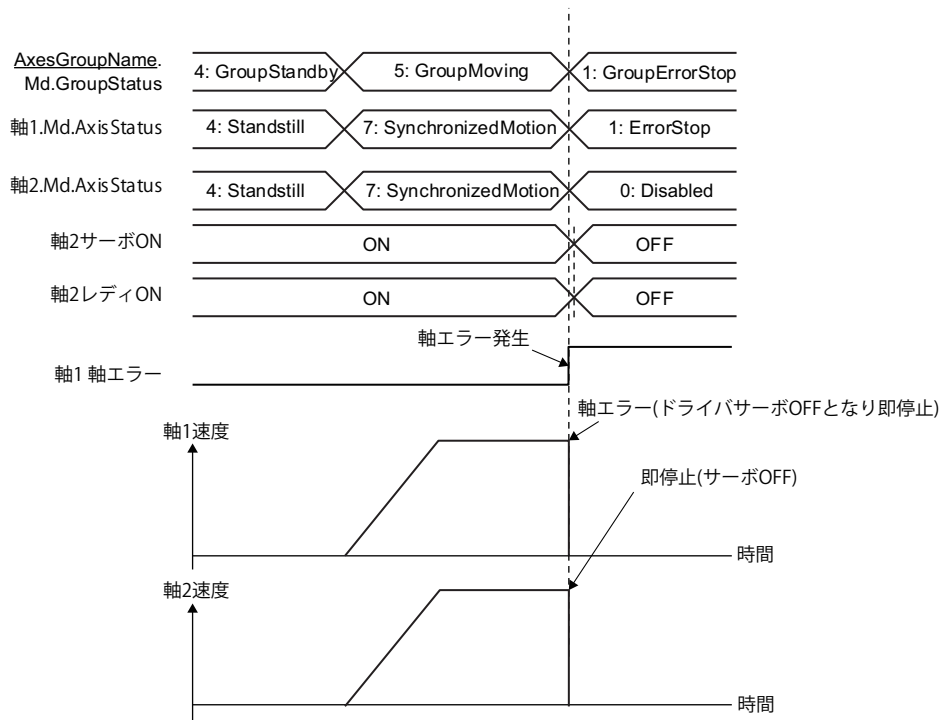 AxesGroupName.
Md.GroupStatus
4: GroupStandby
5: GroupMoving
1: GroupErrorStop
軸1.Md.AxisStatus
4: Standstill
7: SynchronizedMotion
1: ErrorStop
軸2.Md.AxisStatus
4: Standstill
7: SynchronizedMotion
0: Disabled
軸2サーボON
ON
OFF
軸2レディON
ON
OFF
軸エラー発生
軸1 軸エラー
軸エラー(ドライバサーボOFFとなり即停止)
軸1速度
即停止(サーボOFF)
時間
軸2速度
時間